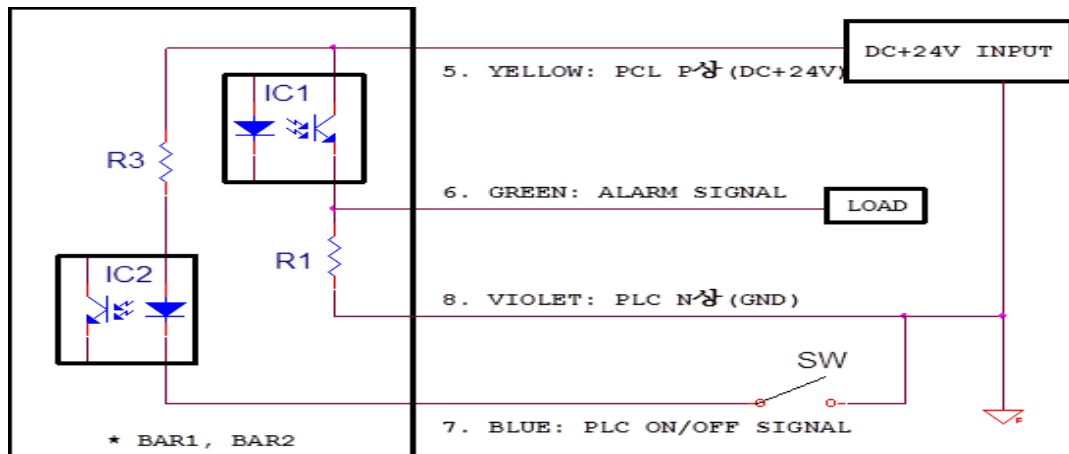 DC+24V INPUT
5. YELLOW: PCL P상(DC+24V)
IC1
R3
6. GREEN: ALARM SIGNAL
LOAD
R1
IC2
8. VIOLET: PLC N상(GND)
SW
7. BLUE: PLC ON/OFF SIGNAL
F
* BAR1, BAR2